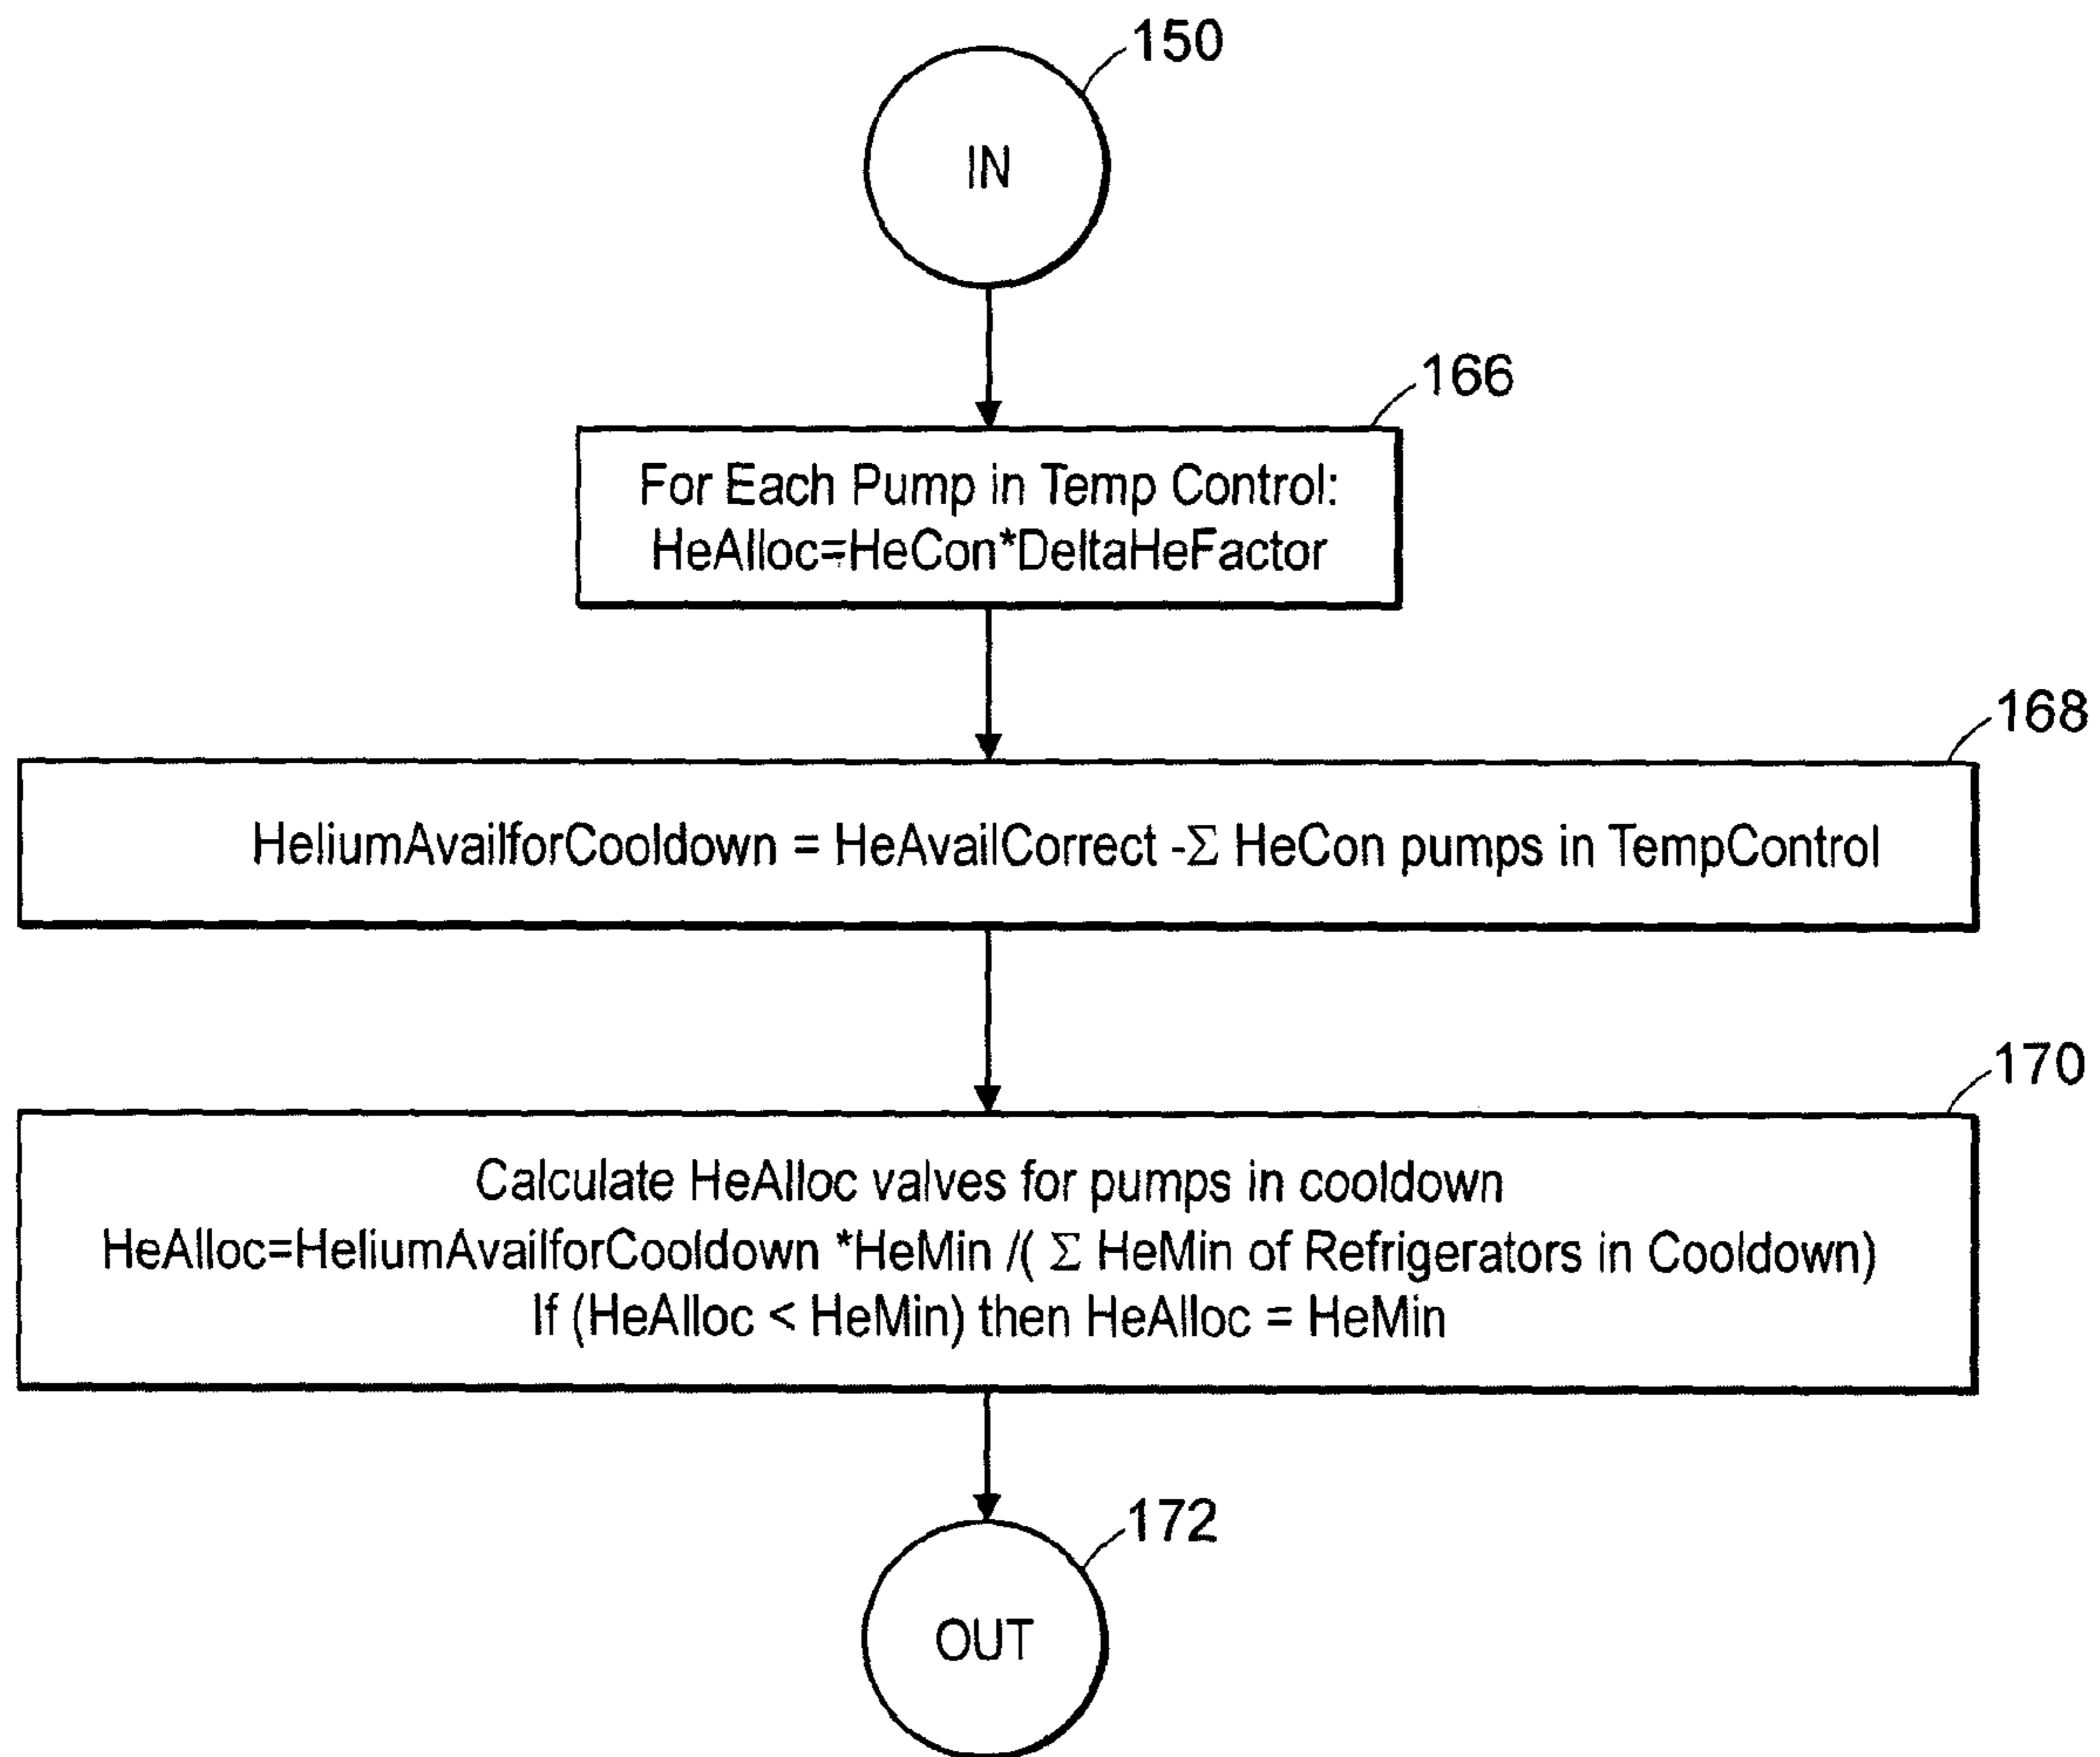 150
IN
166
For Each Pump in Temp Control:
HeAlloc=HeCon*DeltaHeFactor
168
HeliumAvailforCooldown = HeAvailCorrect -Σ HeCon pumps in TempControl
170
Calculate HeAlloc valves for pumps in cooldown
HeAlloc=HeliumAvailforCooldown *HeMin /( Σ HeMin of Refrigerators in Cooldown)
If (HeAlloc < HeMin) then HeAlloc = HeMin
172
OUT